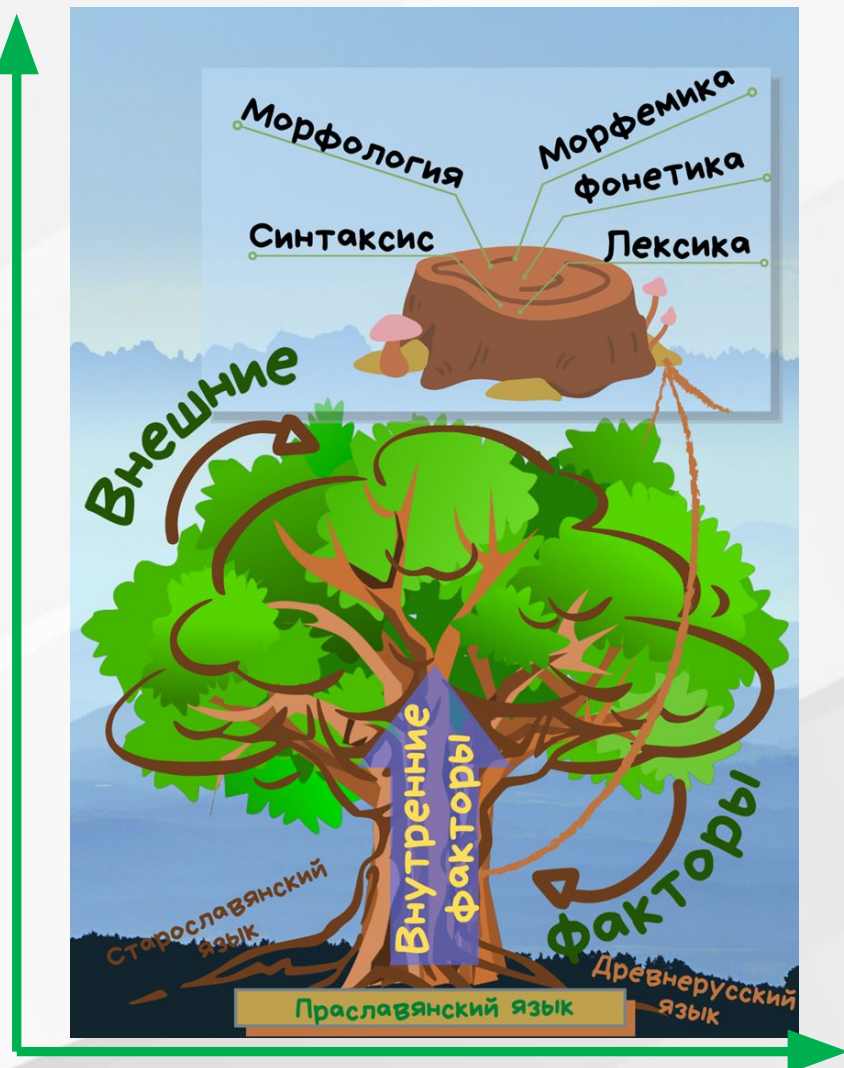 Морфология
Морфемика
фонетика
Синтаксис
Лексика
Внешние
факторы
Внутренние
факторы
Старославянский
язык
Древнерусский
язык
Праславянский язык